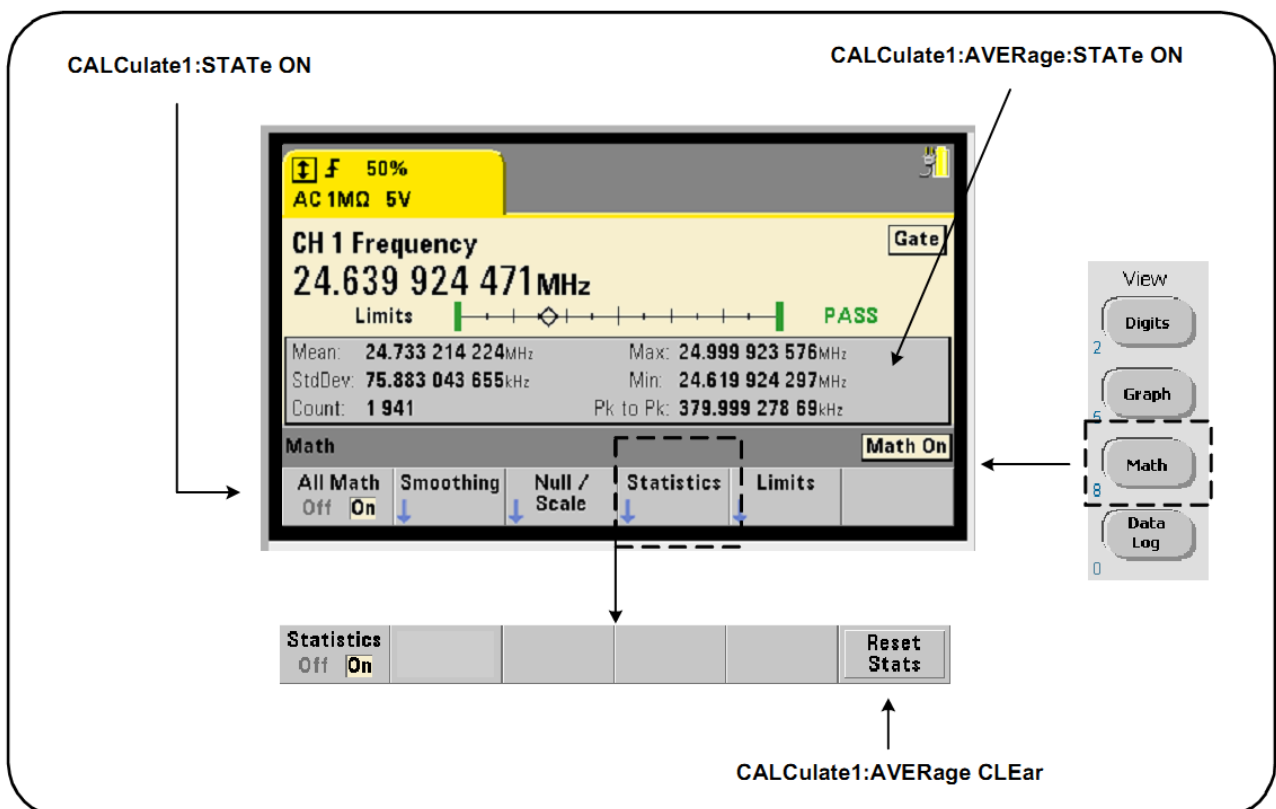 CALCulate1:STATe ON
CALCulate1:AVERage:STATe ON
50%
AC 1MΩ 5V
CH 1 Frequency
Gate
24.639 924 471 MHz
Limits
PASS
Mean: 24.733 214 224MHz Max: 24.999 923 576MHz
StdDev: 75.883 043 655kHz Min: 24.619 924 297MHz
Count: 1 941 Pk to Pk: 379.999 278 69kHz
Math
Math On
All Math Smoothing Null / Statistics Limits
Off On Scale
View
Digits
2
Graph
5
Math
8
Data
Log
0
Statistics
Off On
Reset
Stats
CALCulate1:AVERage CLEar